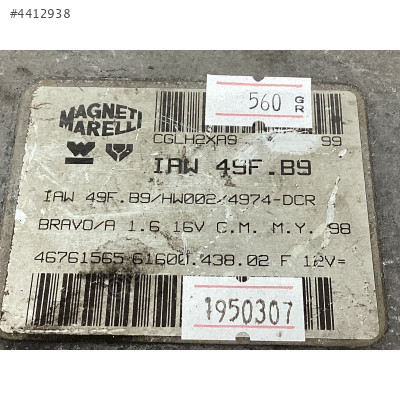 #4412938
560 GR
MAGNETI
MARELLI
CGLH2XA9 99
IAW 49F.B9
IAW 49F.B9/HW002/4974-DCR
BRAVO/A 1.6 16V C.M. M.Y. 98
46761565 61600.438.02 F 12V=
1950307